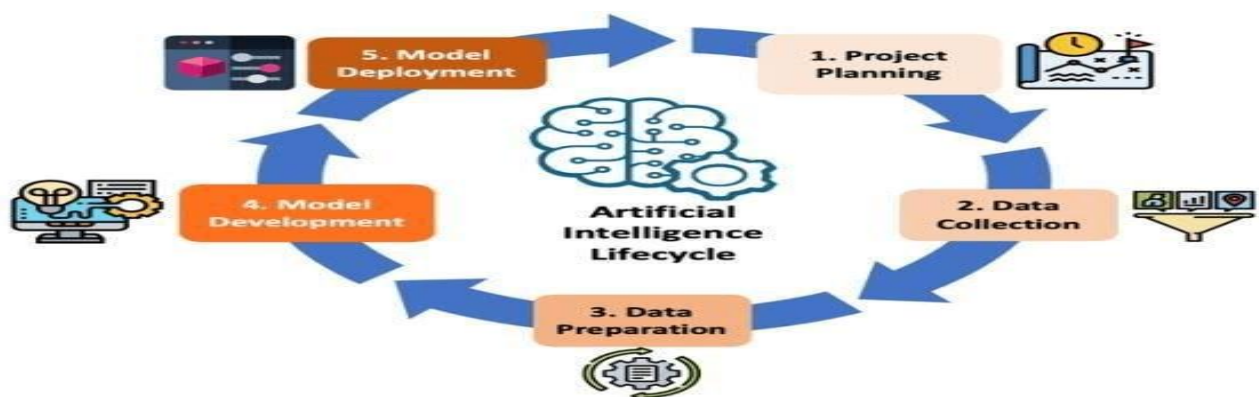 1. Project
Planning
2. Data
Collection
3. Data
Preparation
4. Model
Development
5. Model
Deployment
Artificial
Intelligence
Lifecycle